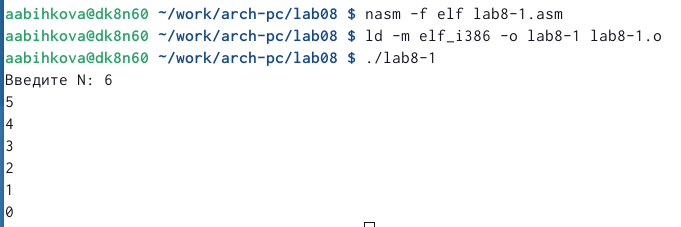 aabihkova@dk8n60 ~/work/arch-pc/lab08 $ nasm -f elf lab8-1.asm
aabihkova@dk8n60 ~/work/arch-pc/lab08 $ ld -m elf_i386 -o lab8-1 lab8-1.o
aabihkova@dk8n60 ~/work/arch-pc/lab08 $ ./lab8-1
Введите N: 6
5
4
3
2
1
0